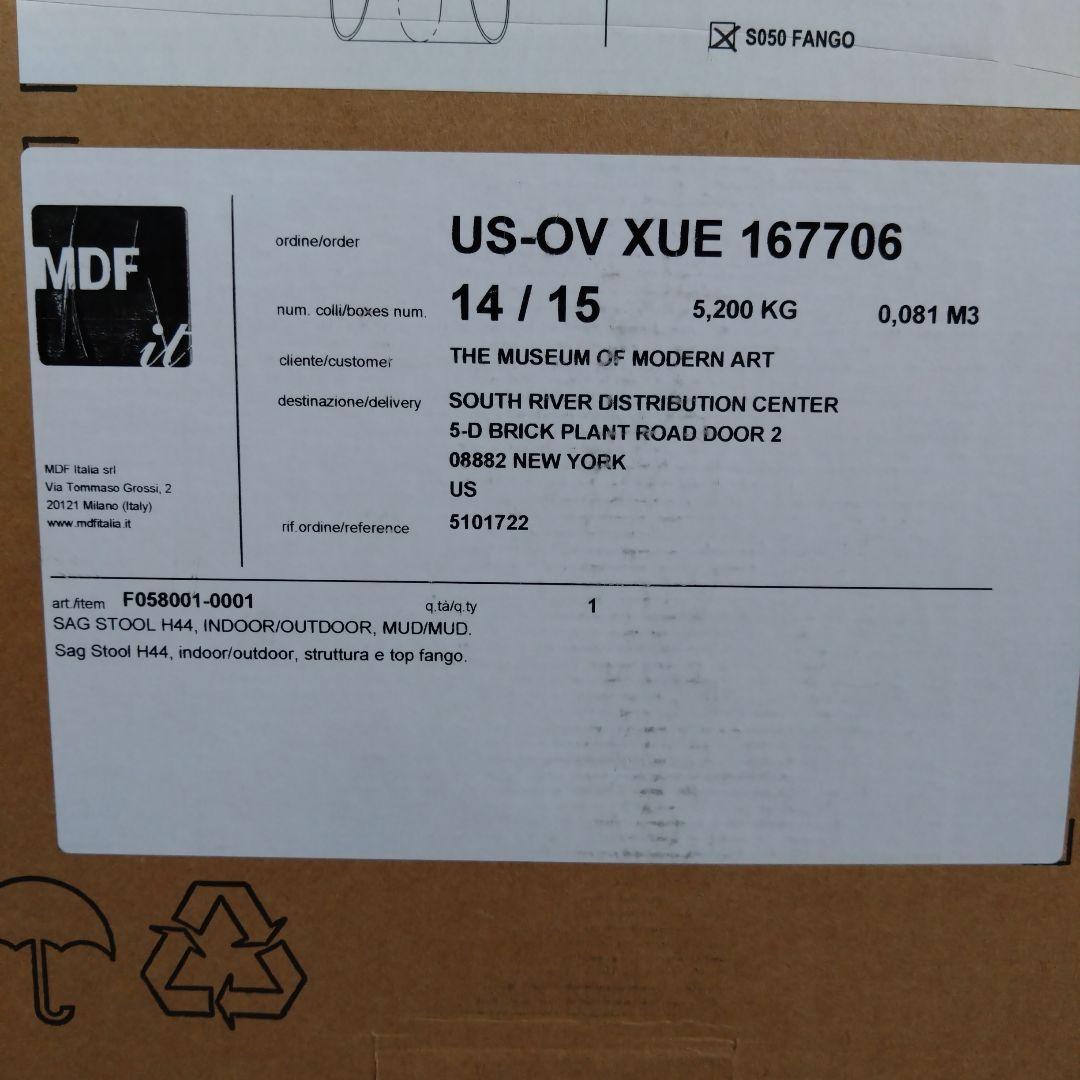 S050 FANGO
MDF
it
ordine/order US-OV XUE 167706
num. colli/boxes num. 14 / 15 5,200 KG 0,081 M3
cliente/customer THE MUSEUM OF MODERN ART
destinazione/delivery SOUTH RIVER DISTRIBUTION CENTER
5-D BRICK PLANT ROAD DOOR 2
08882 NEW YORK
US
rif.ordine/reference 5101722
MDF Italia srl
Via Tommaso Grossi, 2
20121 Milano (Italy)
www.mdfitalia.it
art./item F058001-0001 q.tà/q.ty 1
SAG STOOL H44, INDOOR/OUTDOOR, MUD/MUD.
Sag Stool H44, indoor/outdoor, struttura e top fango.